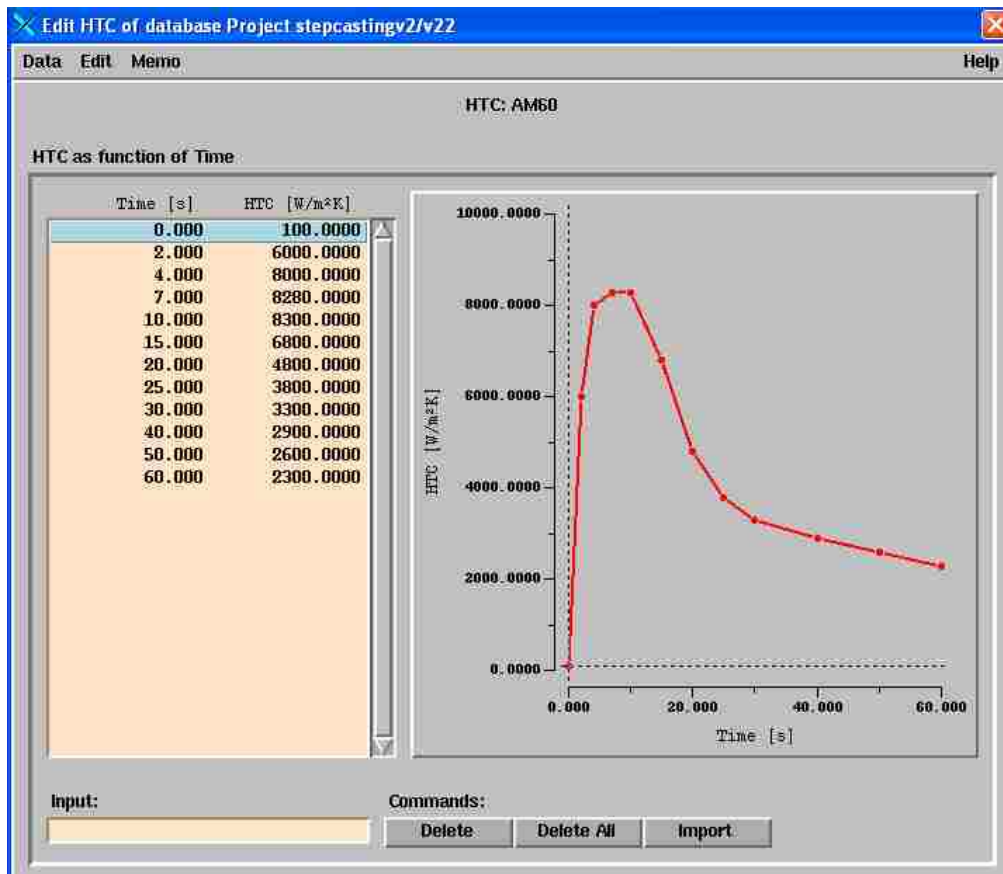 Edit HTC of database Project stepcastingv2/v22
Data Edit Memo Help
HTC: AM60
HTC as function of Time
Time [s] HTC [W/m²K]
0.000 100.0000
2.000 6000.0000
4.000 8000.0000
7.000 8280.0000
10.000 8300.0000
15.000 6800.0000
20.000 4800.0000
25.000 3800.0000
30.000 3300.0000
40.000 2900.0000
50.000 2600.0000
60.000 2300.0000
10000.0000
8000.0000
6000.0000
4000.0000
2000.0000
0.0000
HTC [W/m²K]
0.000 20.000 40.000 60.000
Time [s]
Input:
Commands:
Delete Delete All Import